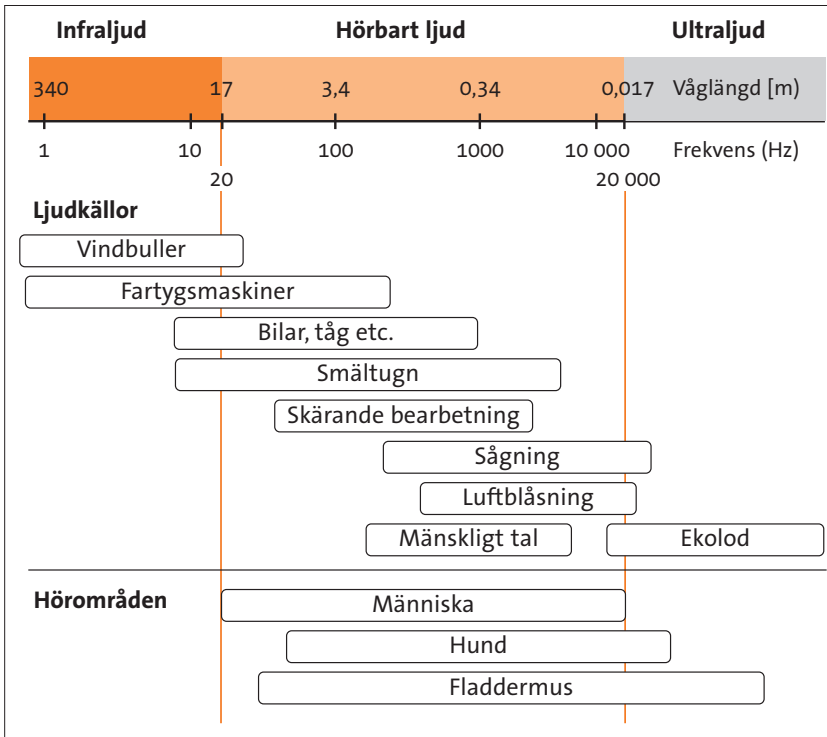 Infraljud Hörbart ljud Ultraljud
340 17 3,4 0,34 0,017 Våglängd [m]
1 10 100 1000 10 000 Frekvens (Hz)
20 20 000
Ljudkällor
Vindbuller
Fartygsmaskiner
Bilar, tåg etc.
Smältugn
Skärande bearbetning
Sågning
Luftblåsning
Mänskligt tal Ekolod
Hörområden Människa
Hund
Fladdermus